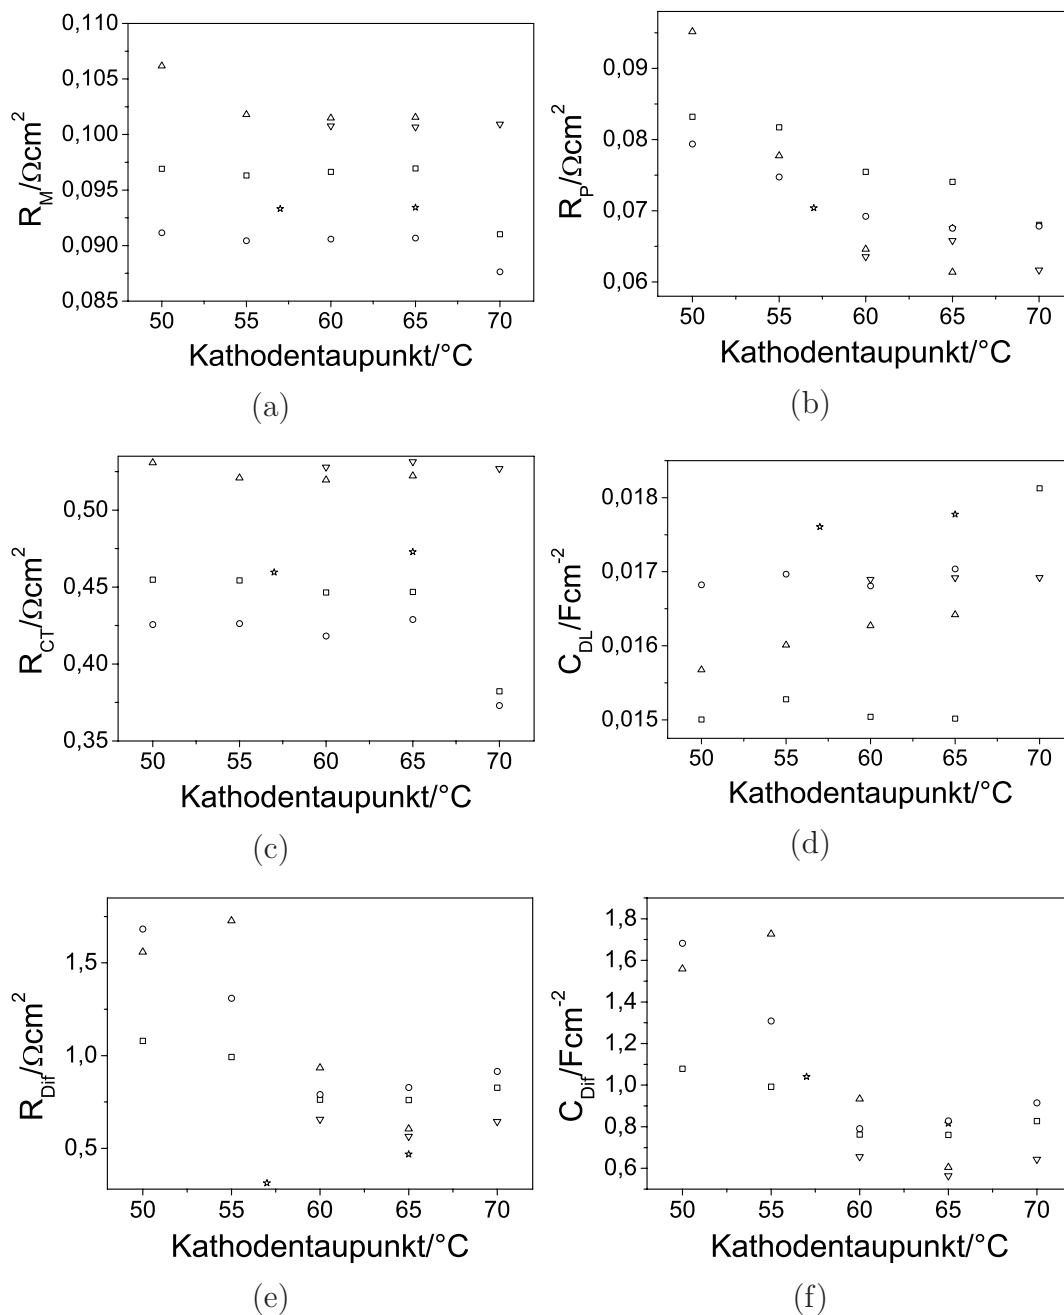 0,110
0,105
0,100
0,095
0,090
0,085
R_M/Ωcm²
50 55 60 65 70
Kathodentaupunkt/°C
(a)
0,09
0,08
0,07
0,06
R_P/Ωcm²
50 55 60 65 70
Kathodentaupunkt/°C
(b)
0,50
0,45
0,40
0,35
R_CT/Ωcm²
50 55 60 65 70
Kathodentaupunkt/°C
(c)
0,018
0,017
0,016
0,015
C_DL/Fcm⁻²
50 55 60 65 70
Kathodentaupunkt/°C
(d)
1,5
1,0
0,5
R_Dif/Ωcm²
50 55 60 65 70
Kathodentaupunkt/°C
(e)
1,8
1,6
1,4
1,2
1,0
0,8
0,6
C_Dif/Fcm⁻²
50 55 60 65 70
Kathodentaupunkt/°C
(f)